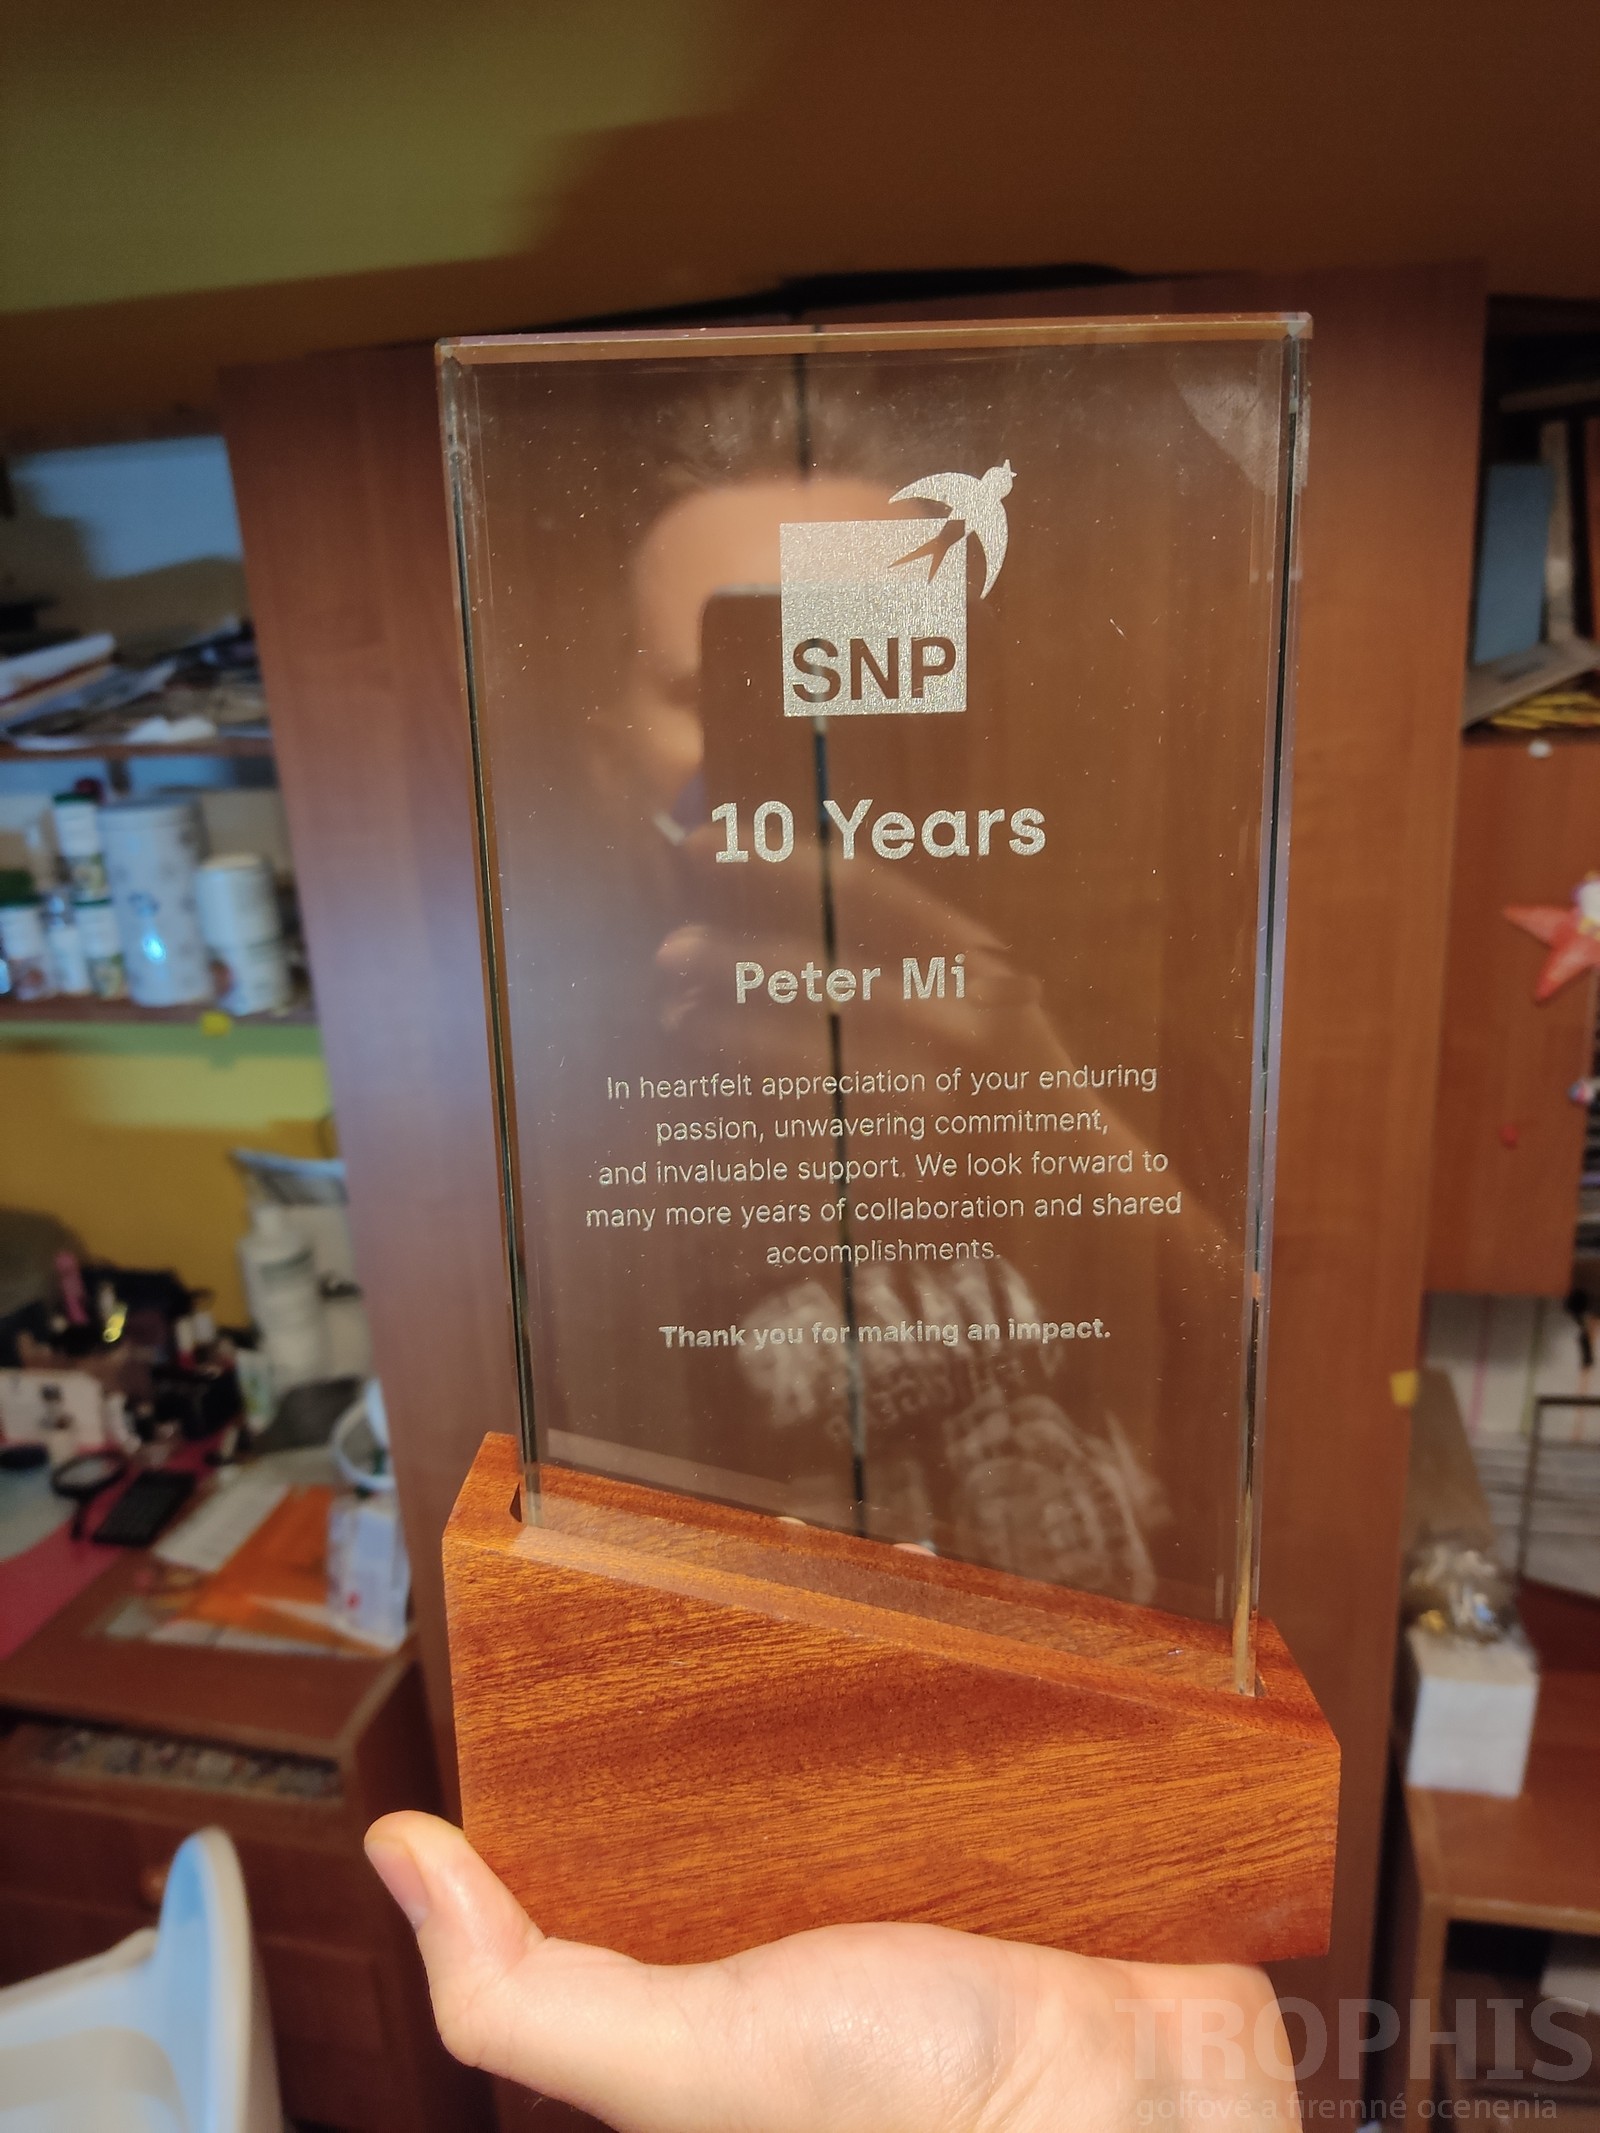 SNP
10 Years
Peter Mi
In heartfelt appreciation of your enduring
passion, unwavering commitment,
and invaluable support. We look forward to
many more years of collaboration and shared
accomplishments.
Thank you for making an impact.
TROPHIS
golfové a firemné ocenenia